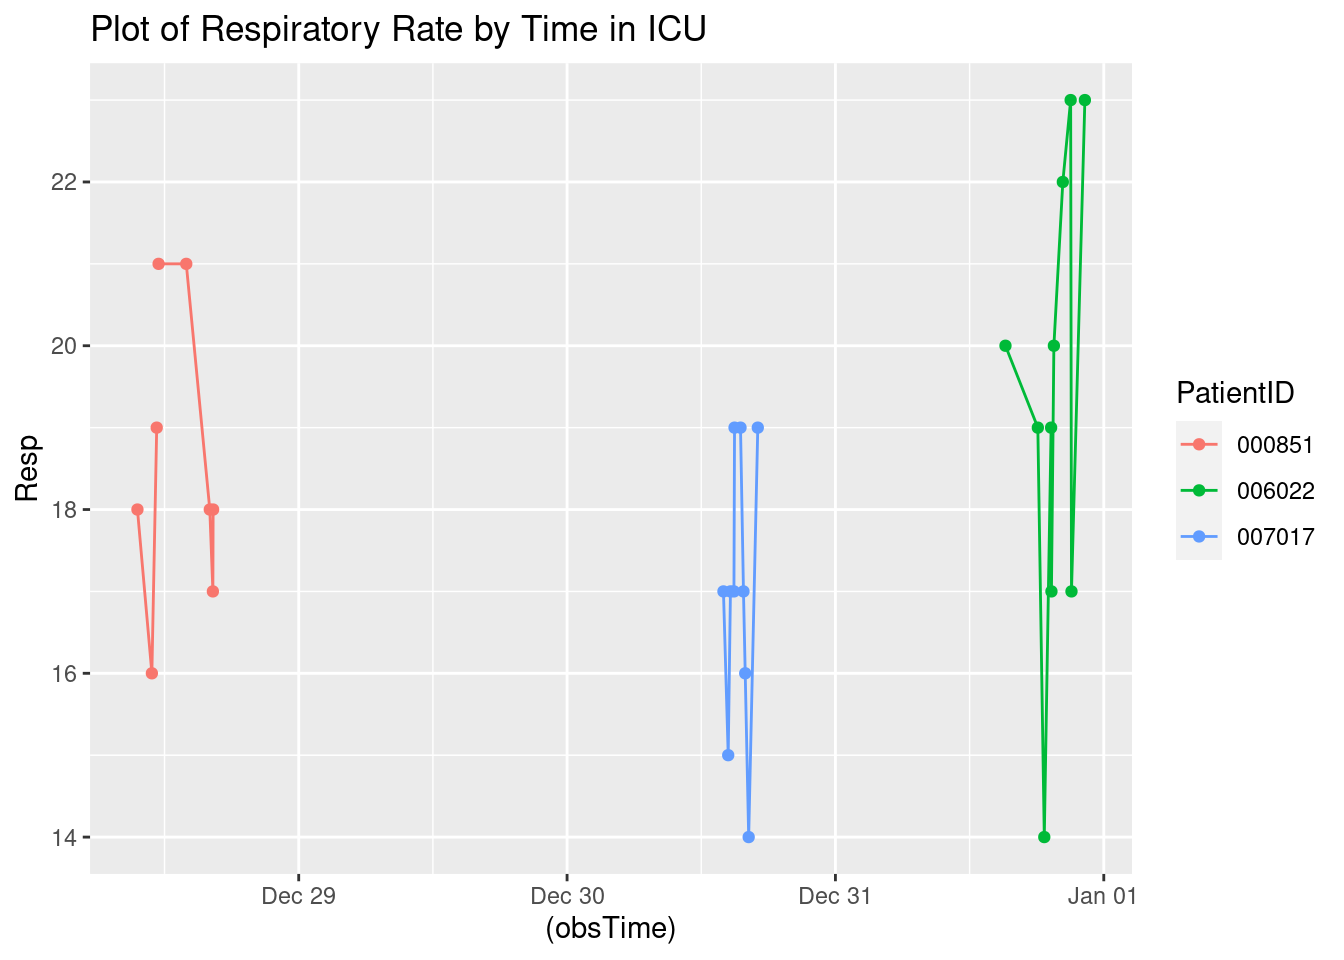 Plot of Respiratory Rate by Time in ICU
Resp
22
20
18
16
14
Dec 29
Dec 30
Dec 31
Jan 01
(obsTime)
PatientID
000851
006022
007017